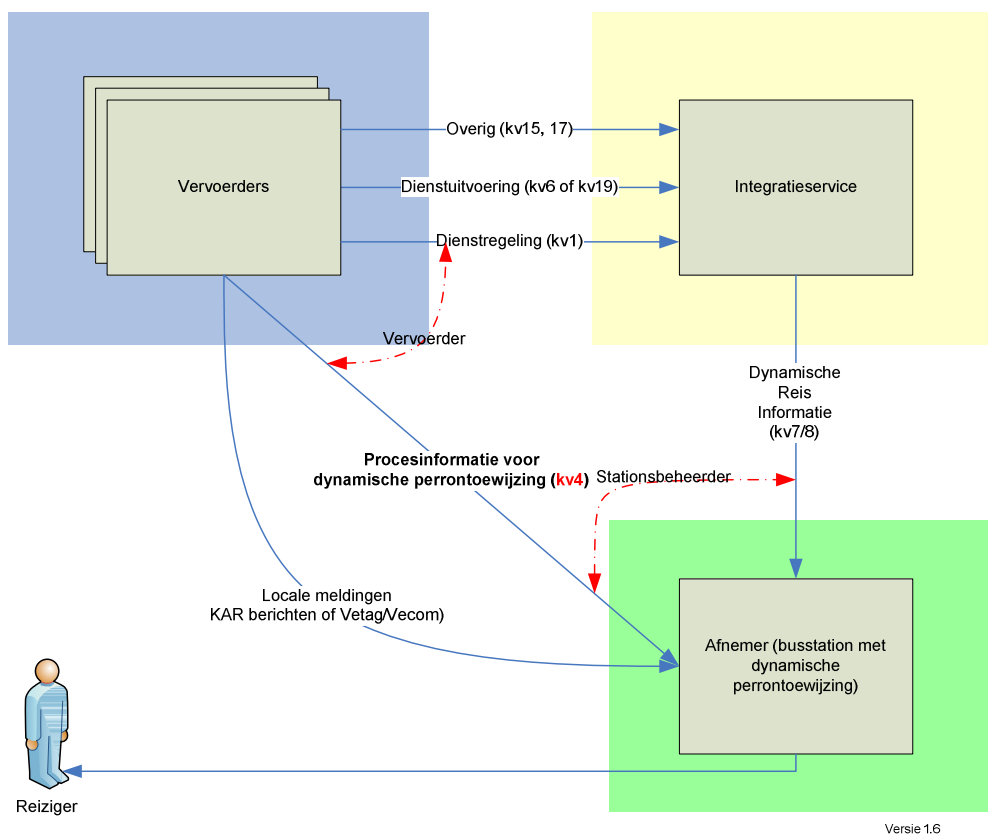 Vervoerders
Overig (kv15, 17)
Dienstuitvoering (kv6 of kv19)
Dienstregeling (kv1)
Integratieservice
Vervoerder
Dynamische
Reis
Informatie
(kv7/8)
Procesinformatie voor
dynamische perrontoewijzing (kv4)
Stationsbeheerder
Locale meldingen
KAR berichten of Vetag/Vecom)
Afnemer (busstation met
dynamische
perrontoewijzing)
Reiziger
Versie 1.6